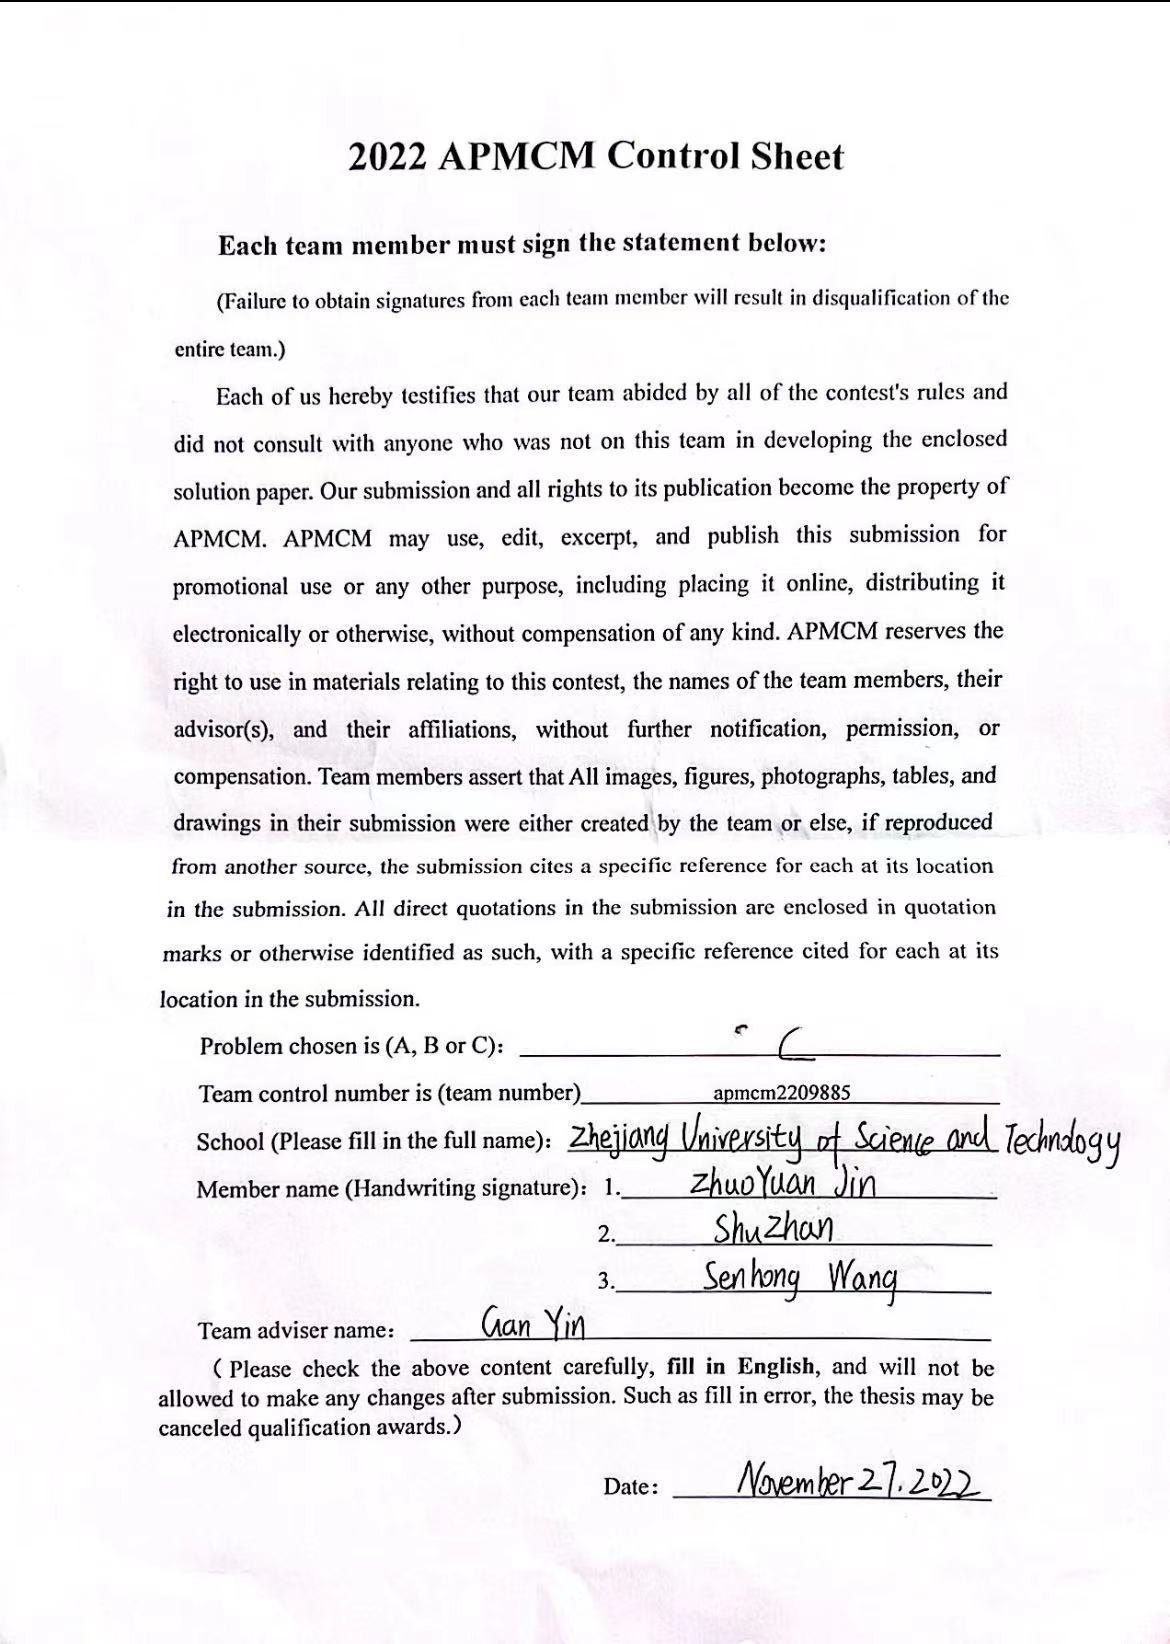 2022 APMCM Control Sheet
Each team member must sign the statement below:
(Failure to obtain signatures from each team member will result in disqualification of the
entire team.)
Each of us hereby testifies that our team abided by all of the contest's rules and
did not consult with anyone who was not on this team in developing the enclosed
solution paper. Our submission and all rights to its publication become the property of
APMCM. APMCM may use, edit, excerpt, and publish this submission for
promotional use or any other purpose, including placing it online, distributing it
electronically or otherwise, without compensation of any kind. APMCM reserves the
right to use in materials relating to this contest, the names of the team members, their
advisor(s), and their affiliations, without further notification, permission, or
compensation. Team members assert that All images, figures, photographs, tables, and
drawings in their submission were either created by the team or else, if reproduced
from another source, the submission cites a specific reference for each at its location
in the submission. All direct quotations in the submission are enclosed in quotation
marks or otherwise identified as such, with a specific reference cited for each at its
location in the submission.
Problem chosen is (A, B or C): C
Team control number is (team number) apmcm2209885
School (Please fill in the full name): Zhejiang University of Science and Technology
Member name (Handwriting signature): 1. ZhuoYuan Jin
2. ShuZhan
3. Senhong Wang
Team adviser name: Gan Yin
( Please check the above content carefully, fill in English, and will not be
allowed to make any changes after submission. Such as fill in error, the thesis may be
canceled qualification awards.)
Date: November 27. 2022